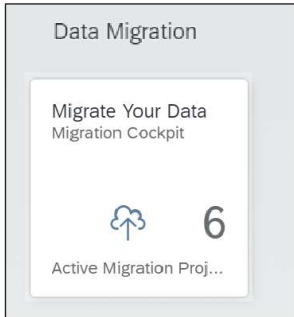 Data Migration
Migrate Your Data
Migration Cockpit
6
Active Migration Proj...